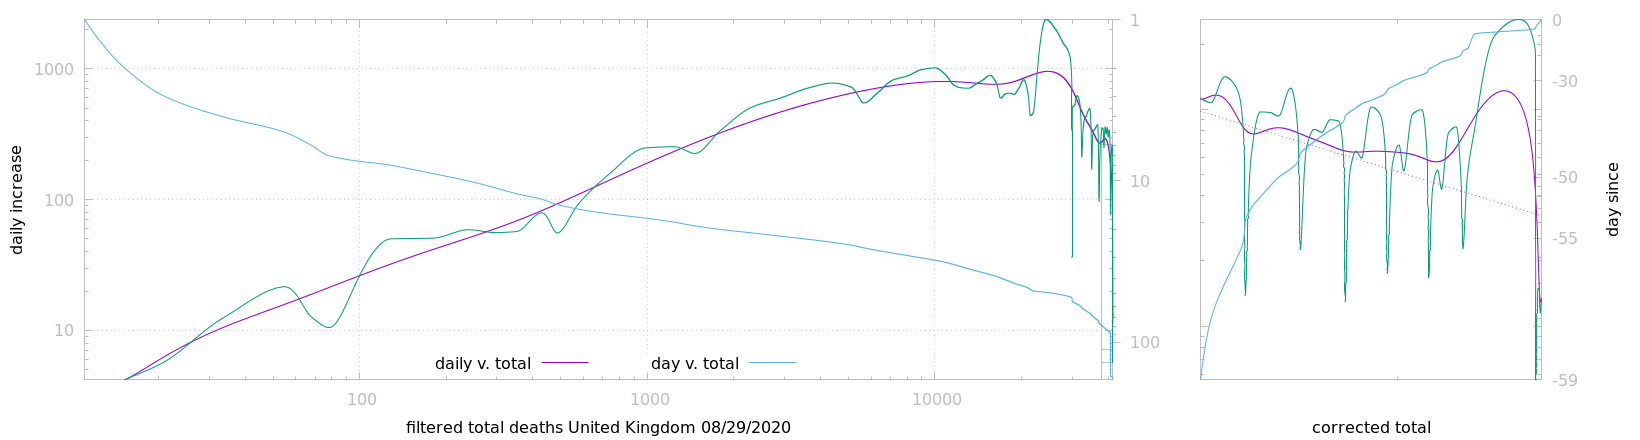 1000
100
10
daily increase
daily v. total
day v. total
100
1000
10000
filtered total deaths United Kingdom 08/29/2020
1
10
100
0
-30
-50
-55
-59
day since
corrected total